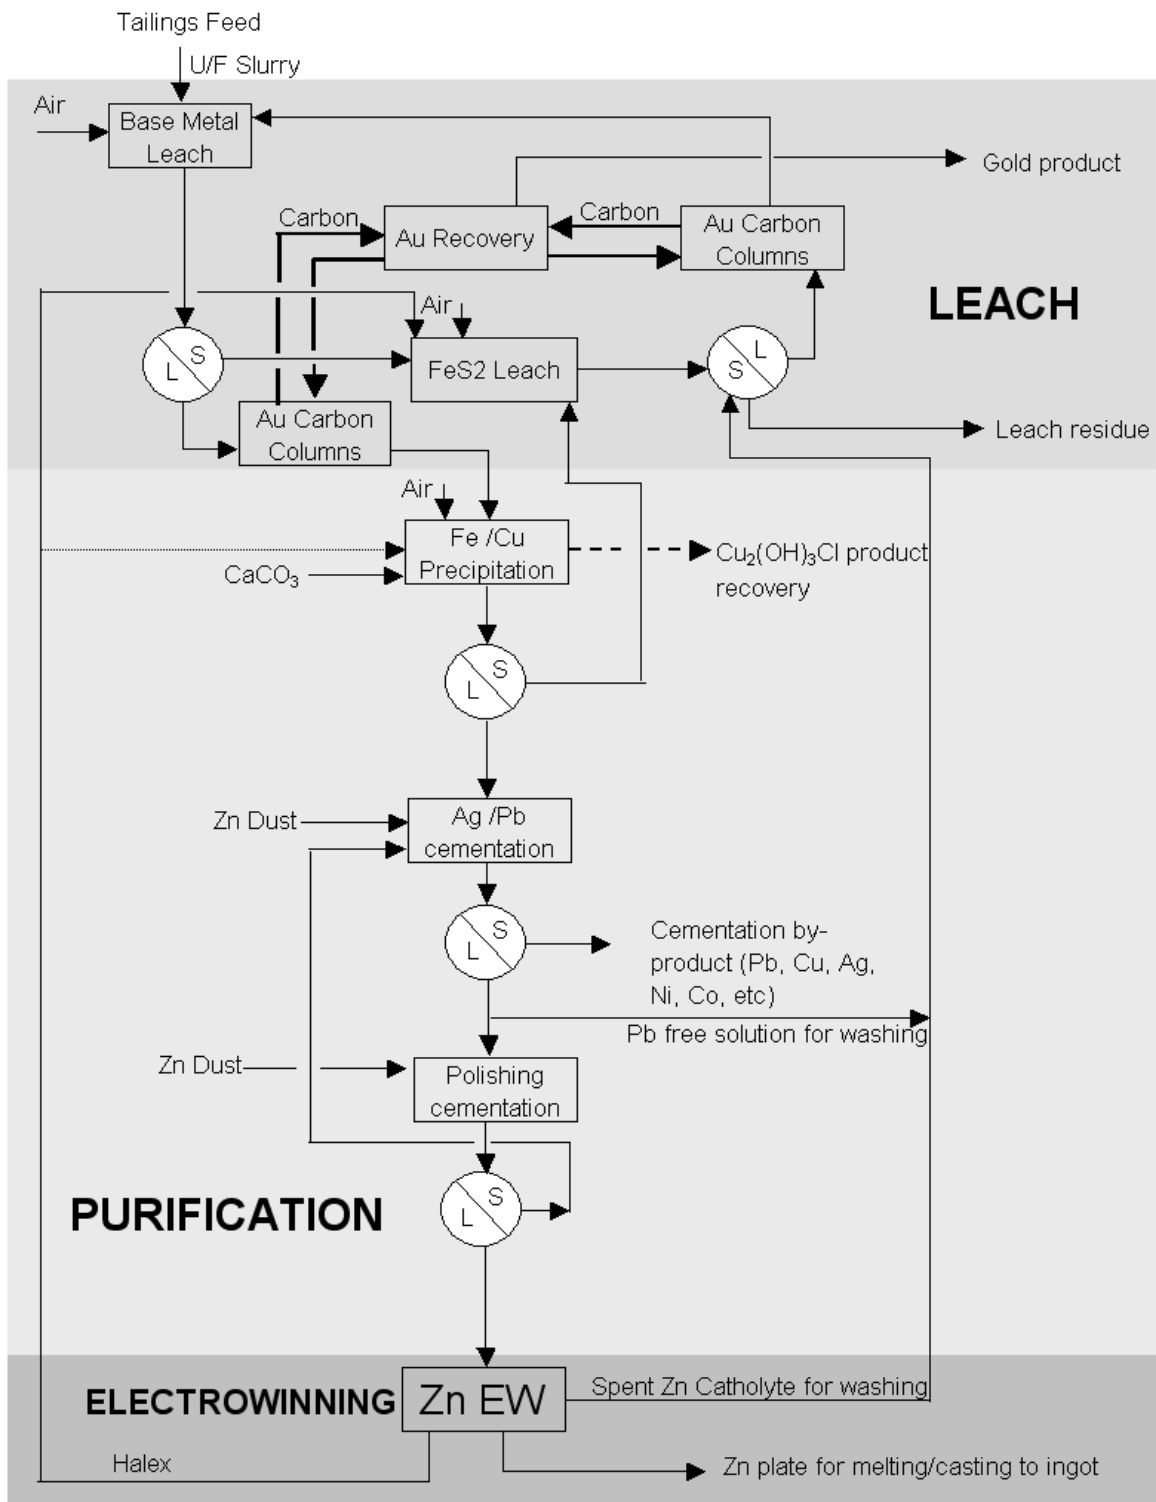 Tailings Feed
U/F Slurry
Air
Base Metal
Leach
Gold product
Carbon
Carbon
Au Recovery
Au Carbon
Columns
LEACH
Air
S
L
FeS2 Leach
L
S
Au Carbon
Columns
Leach residue
Air
Fe /Cu
Precipitation
Cu₂(OH)₃Cl product
recovery
CaCO₃
S
L
Zn Dust
Ag /Pb
cementation
S
L
Cementation by-
product (Pb, Cu, Ag,
Ni, Co, etc)
Pb free solution for washing
Zn Dust
Polishing
cementation
PURIFICATION
S
L
ELECTROWINNING
Zn EW
Spent Zn Catholyte for washing
Halex
Zn plate for melting/casting to ingot